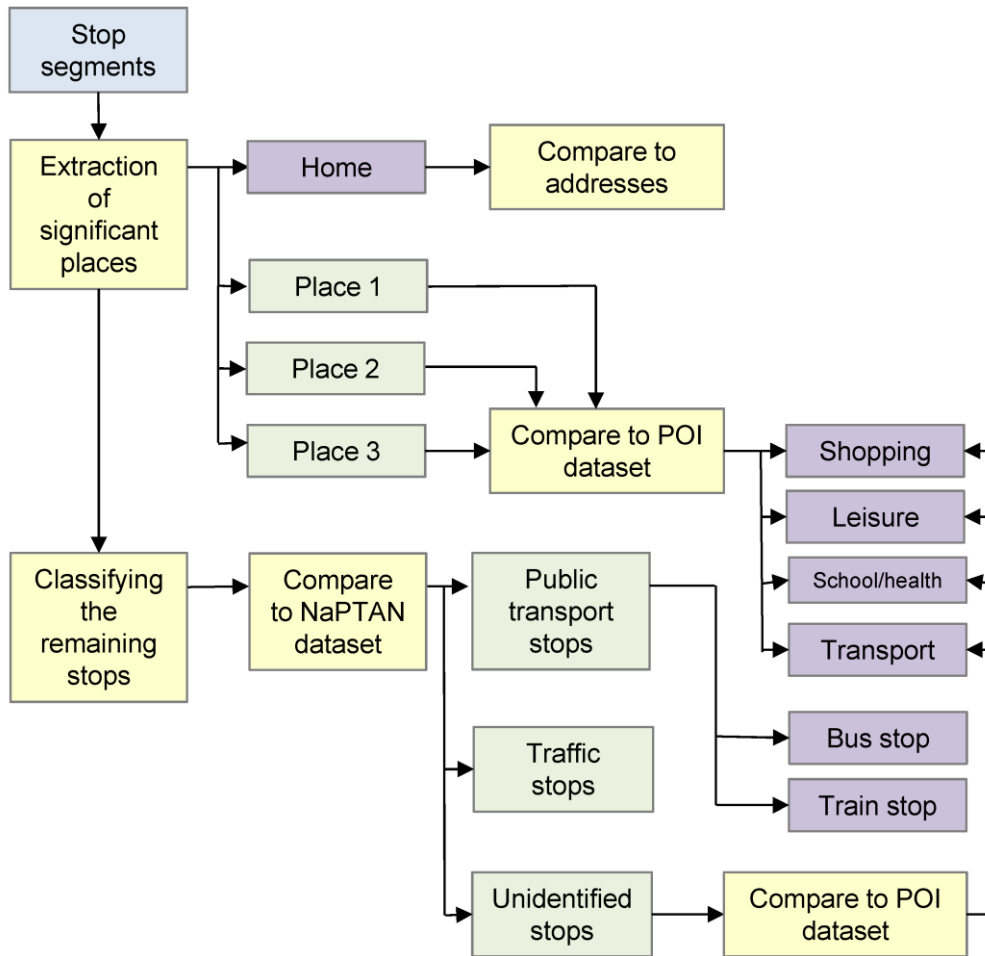 Stop
segments
Extraction
of
significant
places
Home
Compare to
addresses
Place 1
Place 2
Place 3
Compare to POI
dataset
Shopping
Leisure
School/health
Transport
Classifying
the
remaining
stops
Compare
to NaPTAN
dataset
Public
transport
stops
Bus stop
Traffic
stops
Train stop
Unidentified
stops
Compare to POI
dataset